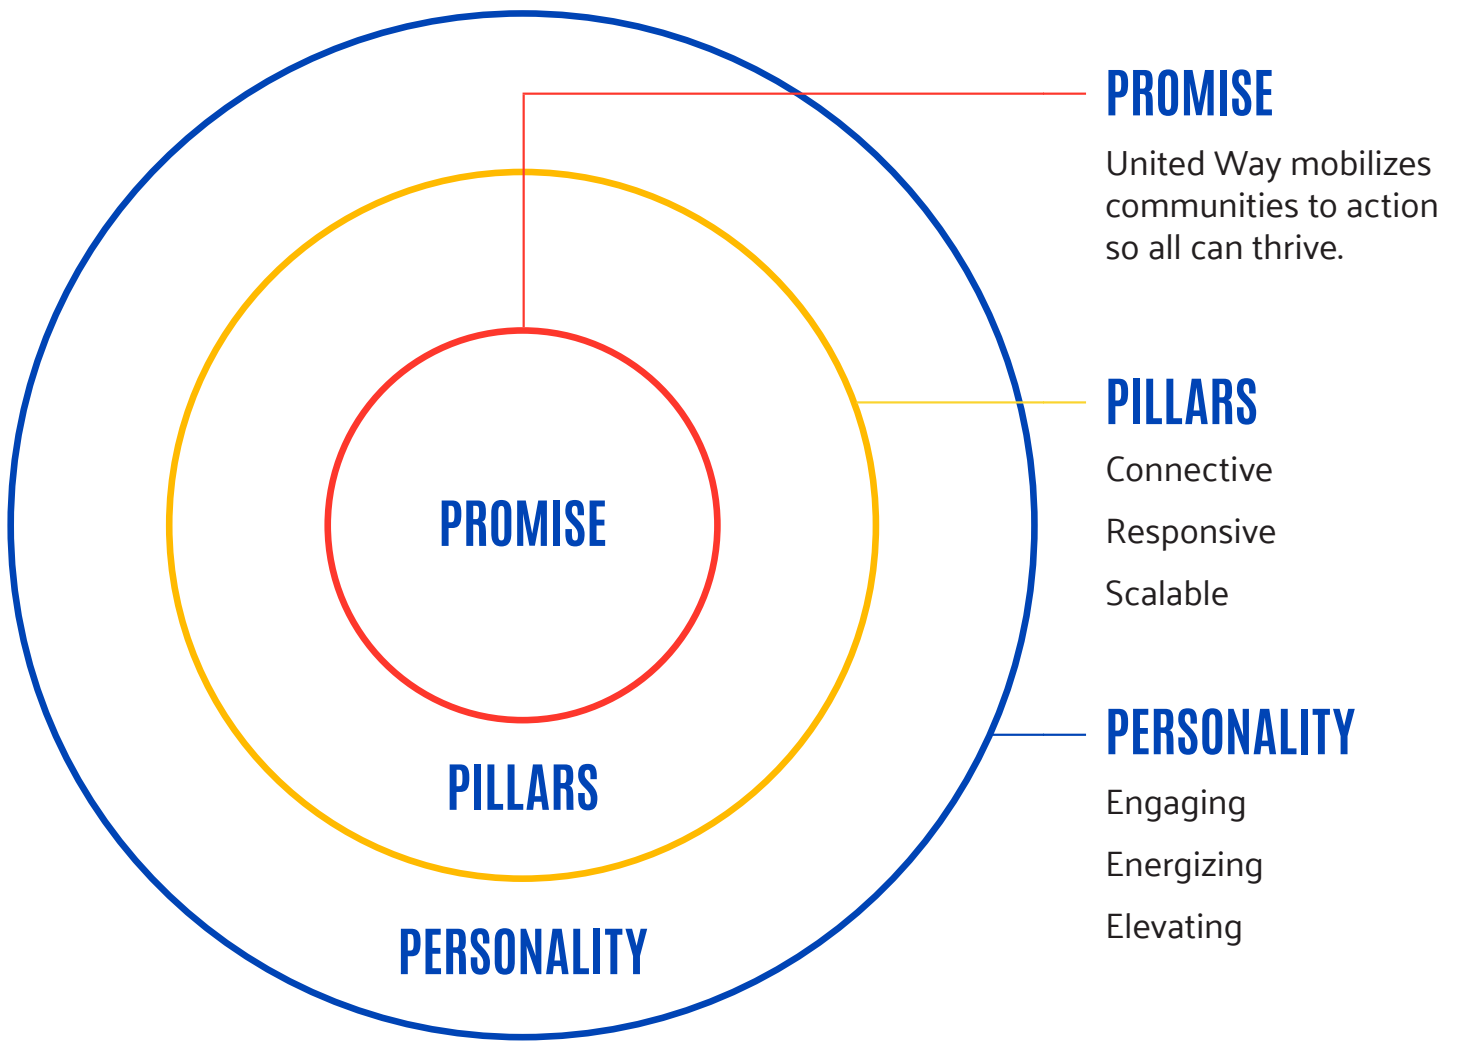 PROMISE
United Way mobilizes
communities to action
so all can thrive.
PILLARS
Connective
Responsive
Scalable
PERSONALITY
Engaging
Energizing
Elevating
PROMISE
PILLARS
PERSONALITY